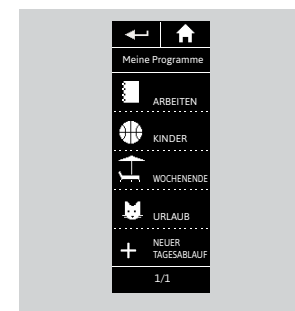 Meine Programme
ARBEITEN
KINDER
WOCHENENDE
URLAUB
NEUER
TAGESABLAUF
1/1